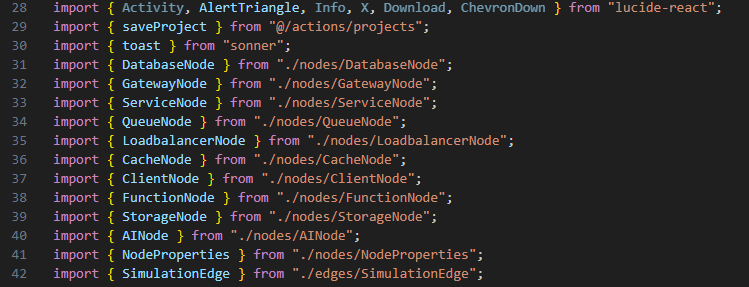 28 import { Activity, AlertTriangle, Info, X, Download, ChevronDown } from "lucide-react";
29 import { saveProject } from "@/actions/projects";
30 import { toast } from "sonner";
31 import { DatabaseNode } from "./nodes/DatabaseNode";
32 import { GatewayNode } from "./nodes/GatewayNode";
33 import { ServiceNode } from "./nodes/ServiceNode";
34 import { QueueNode } from "./nodes/QueueNode";
35 import { LoadbalancerNode } from "./nodes/LoadbalancerNode";
36 import { CacheNode } from "./nodes/CacheNode";
37 import { ClientNode } from "./nodes/ClientNode";
38 import { FunctionNode } from "./nodes/FunctionNode";
39 import { StorageNode } from "./nodes/StorageNode";
40 import { AINode } from "./nodes/AINode";
41 import { NodeProperties } from "./nodes/NodeProperties";
42 import { SimulationEdge } from "./edges/SimulationEdge";